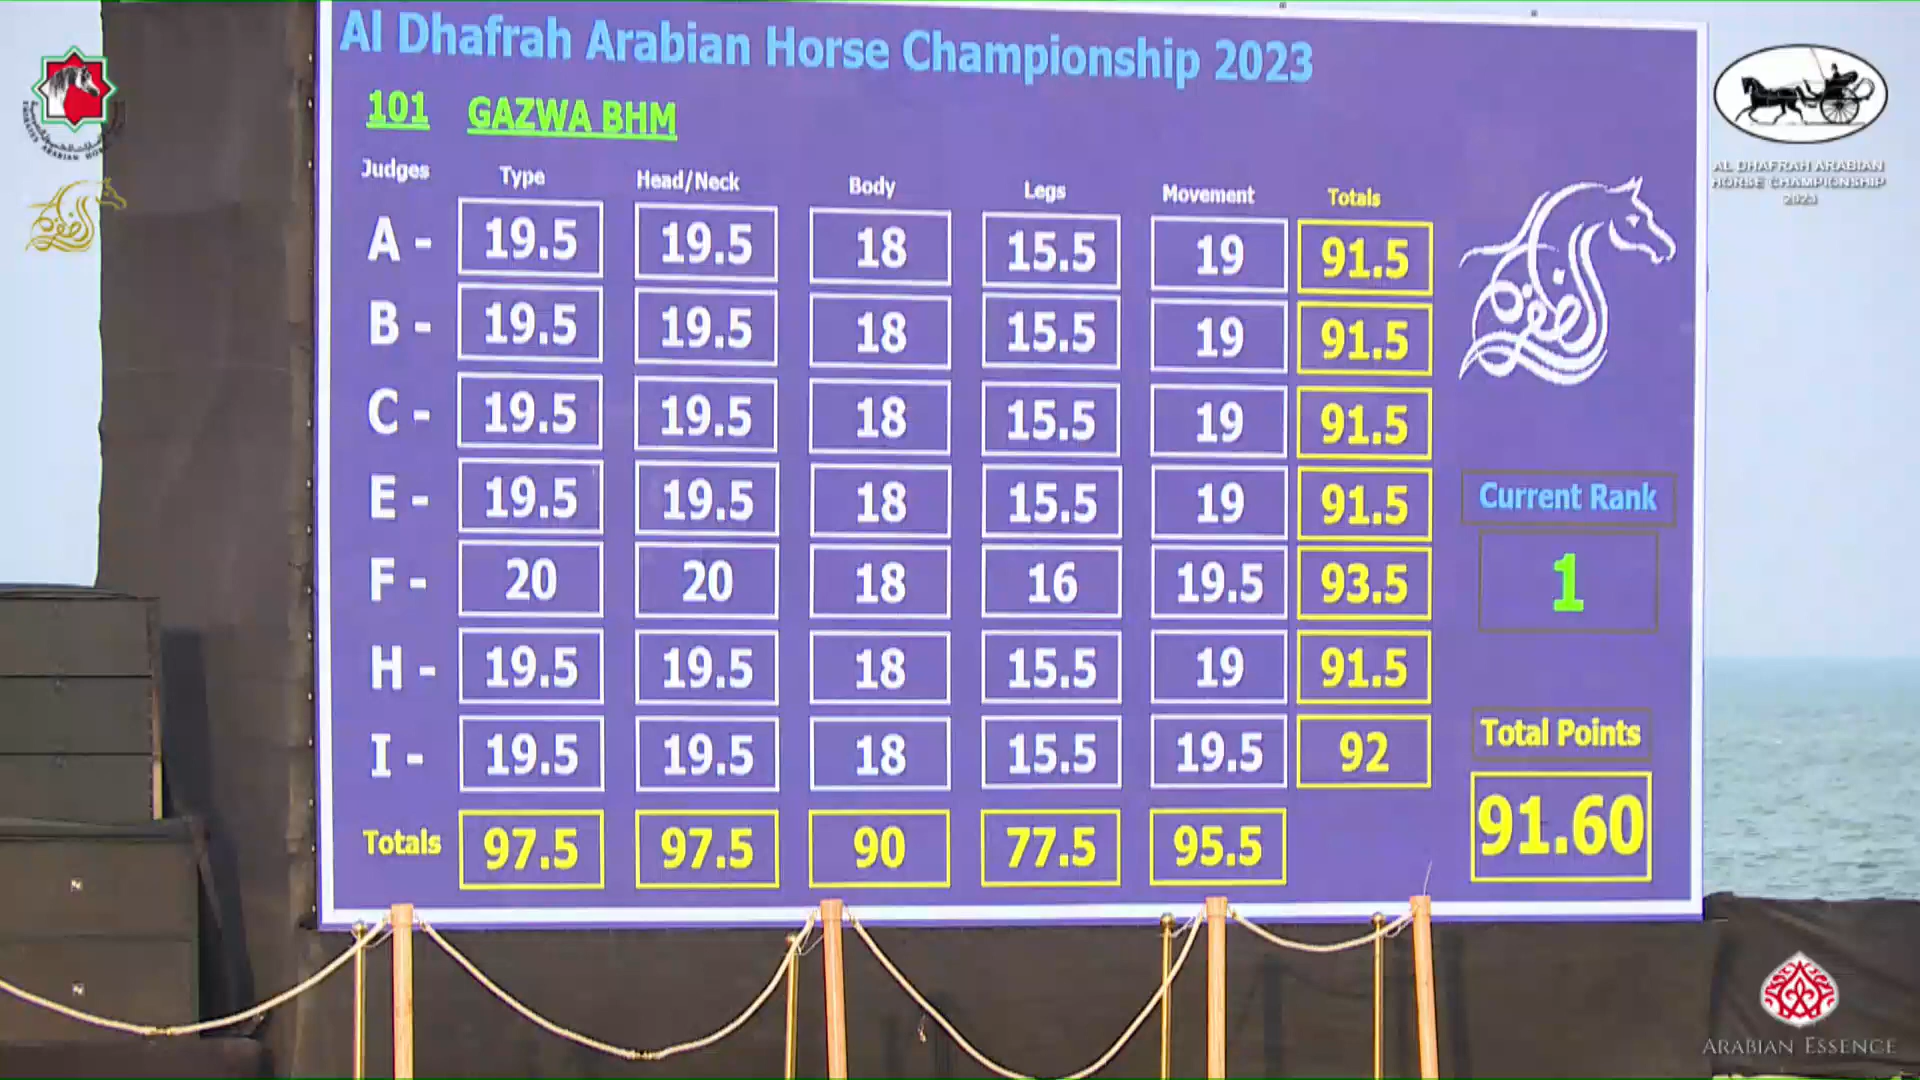 Al Dhafrah Arabian Horse Championship 2023
101 GAZWA BHM
Judges Type Head/Neck Body Legs Movement Totals
A - 19.5 19.5 18 15.5 19 91.5
B - 19.5 19.5 18 15.5 19 91.5
C - 19.5 19.5 18 15.5 19 91.5
E - 19.5 19.5 18 15.5 19 91.5
F - 20 20 18 16 19.5 93.5
H - 19.5 19.5 18 15.5 19 91.5
I - 19.5 19.5 18 15.5 19.5 92
Totals 97.5 97.5 90 77.5 95.5
Current Rank
1
Total Points
91.60
AL DHAFRAH ARABIAN
HORSE CHAMPIONSHIP
2023
ARABIAN ESSENCE